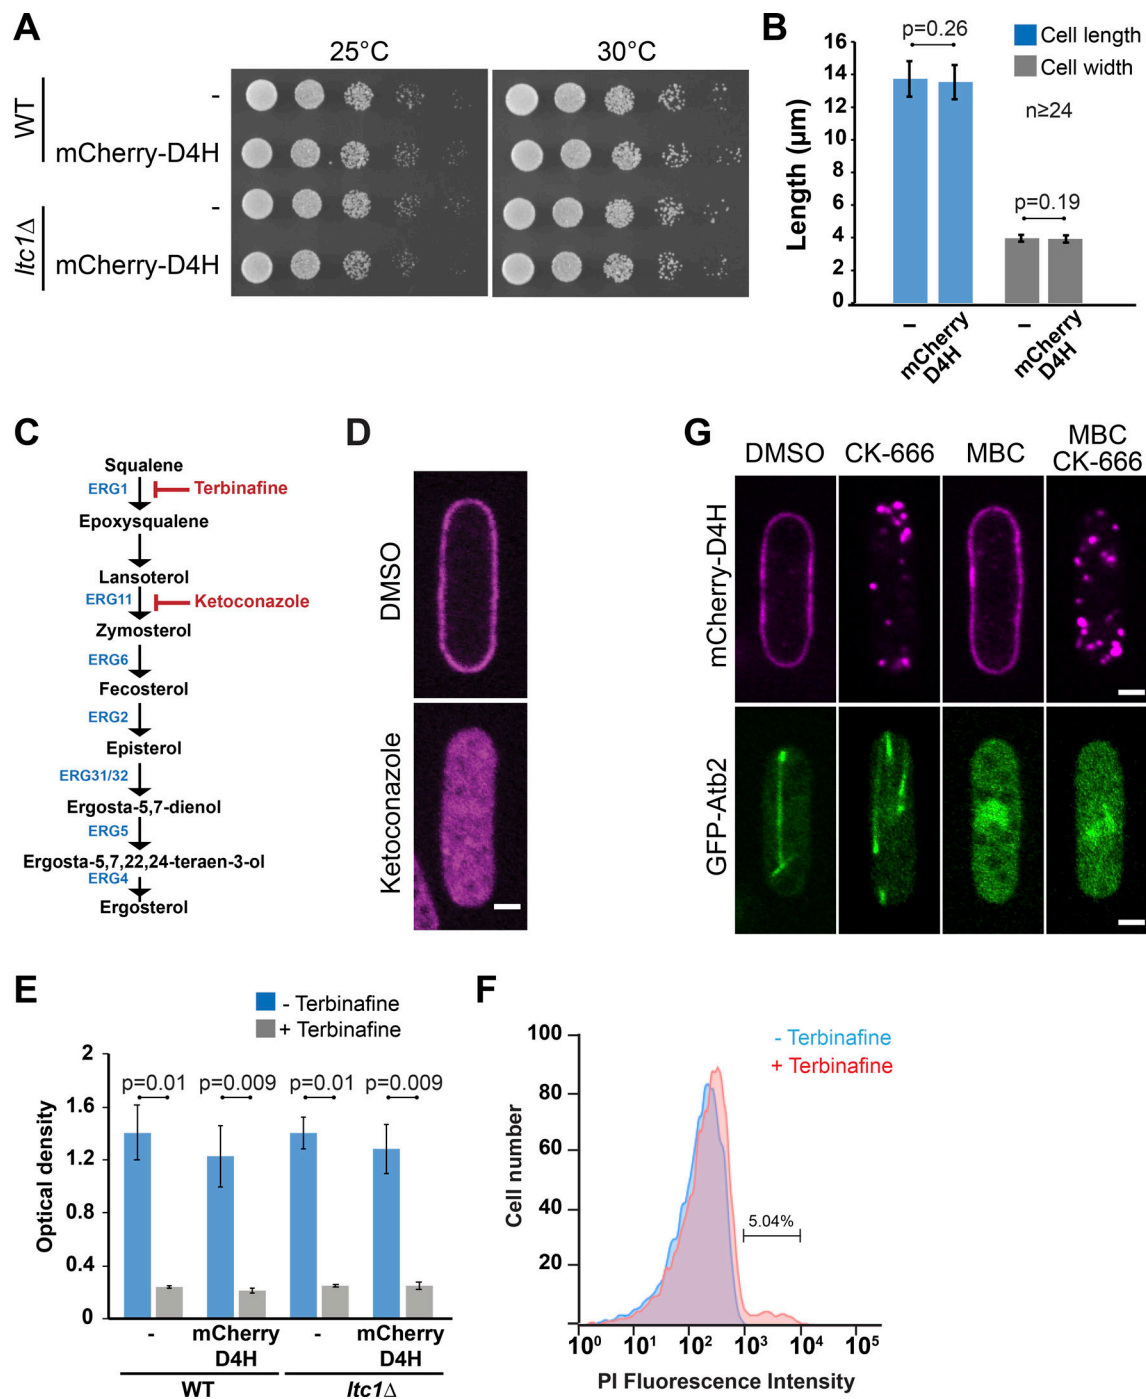 A
25°C
30°C
WT
-
mCherry-D4H
ltc1Δ
-
mCherry-D4H
B
Cell length
Cell width
p=0.26
n≥24
p=0.19
Length (µm)
16
14
12
10
8
6
4
2
0
–
mCherry
D4H
–
mCherry
D4H
C
Squalene
ERG1
Terbinafine
Epoxysqualene
Lansoterol
ERG11
Ketoconazole
Zymosterol
ERG6
Fecosterol
ERG2
Episterol
ERG31/32
Ergosta-5,7-dienol
ERG5
Ergosta-5,7,22,24-teraen-3-ol
ERG4
Ergosterol
D
DMSO
Ketoconazole
G
DMSO
CK-666
MBC
MBC
CK-666
mCherry-D4H
GFP-Atb2
E
- Terbinafine
+ Terbinafine
Optical density
2
1.6
1.2
0.8
0.4
0
p=0.01
p=0.009
p=0.01
p=0.009
-
mCherry
D4H
-
mCherry
D4H
WT
ltc1Δ
F
- Terbinafine
+ Terbinafine
Cell number
100
80
60
40
20
5.04%
10⁰
10¹
10²
10³
10⁴
10⁵
PI Fluorescence Intensity